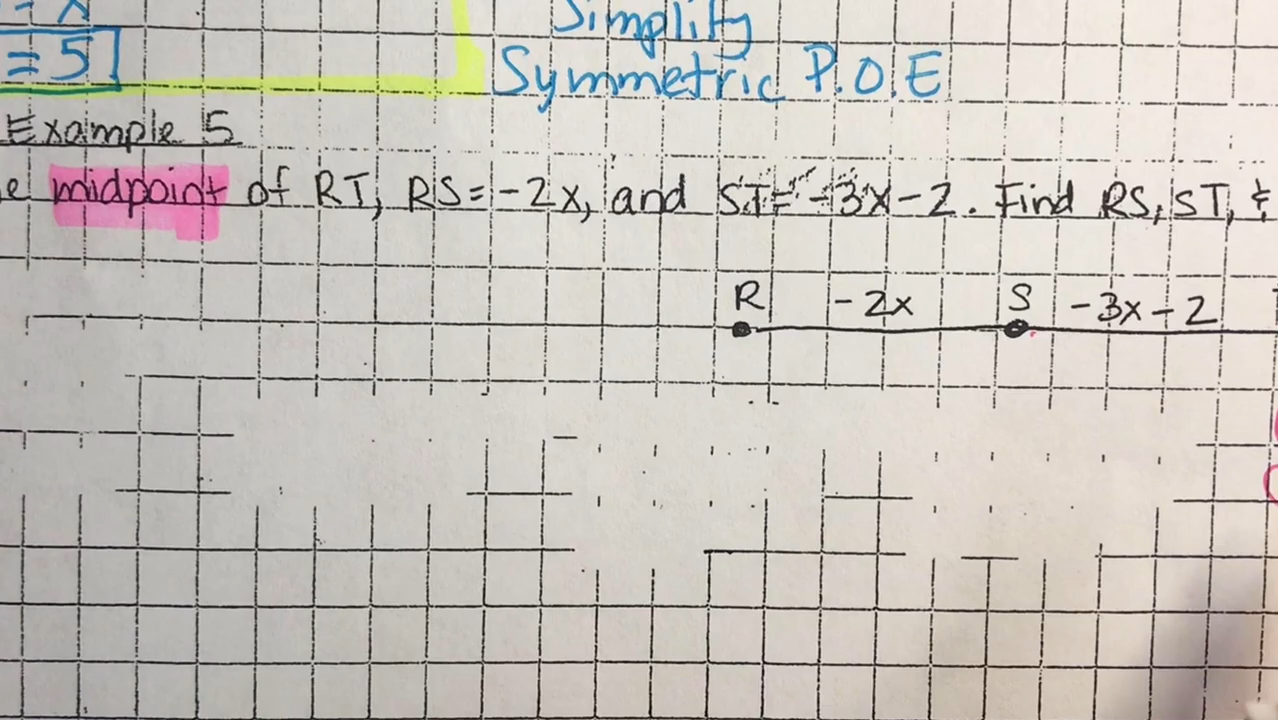 Simplify
= 5
Symmetric P.O.E
Example 5
e midpoint of RT, RS = -2x, and ST = -3x - 2. Find RS, ST, &
R -2x S -3x - 2